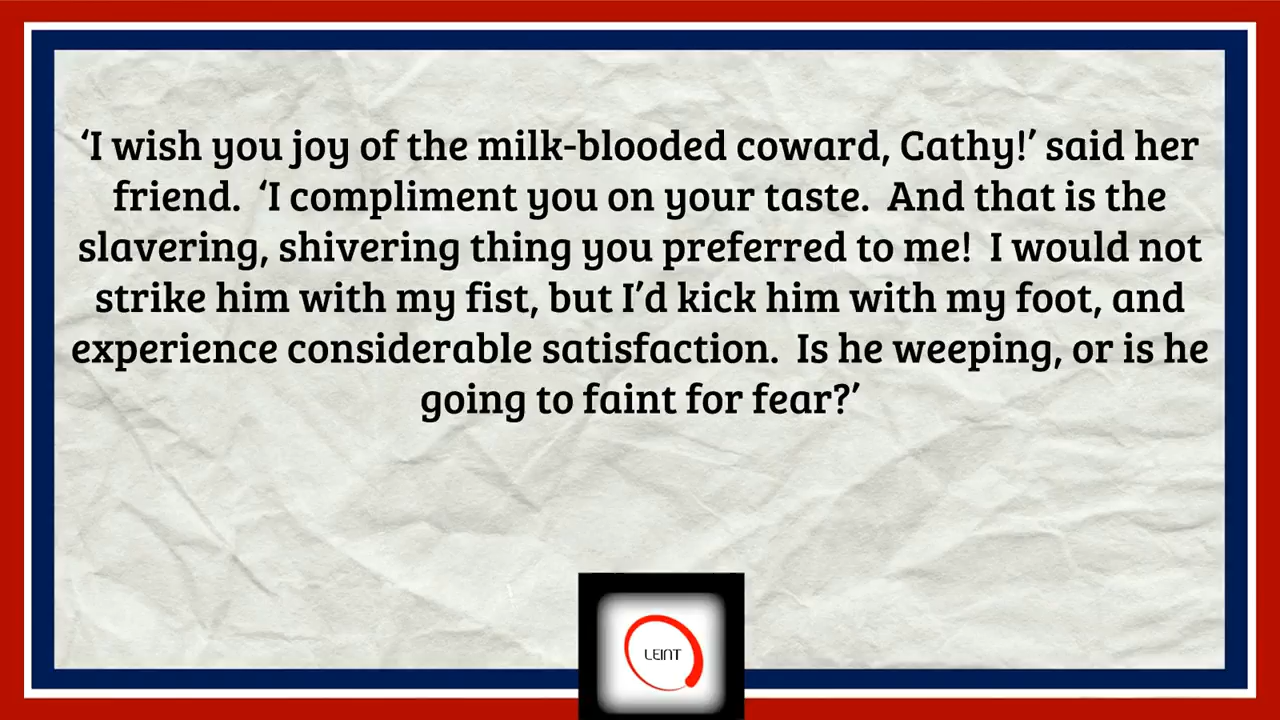 ‘I wish you joy of the milk-blooded coward, Cathy!’ said her
friend.  ‘I compliment you on your taste.  And that is the
slavering, shivering thing you preferred to me!  I would not
strike him with my fist, but I’d kick him with my foot, and
experience considerable satisfaction.  Is he weeping, or is he
going to faint for fear?’
LEINT